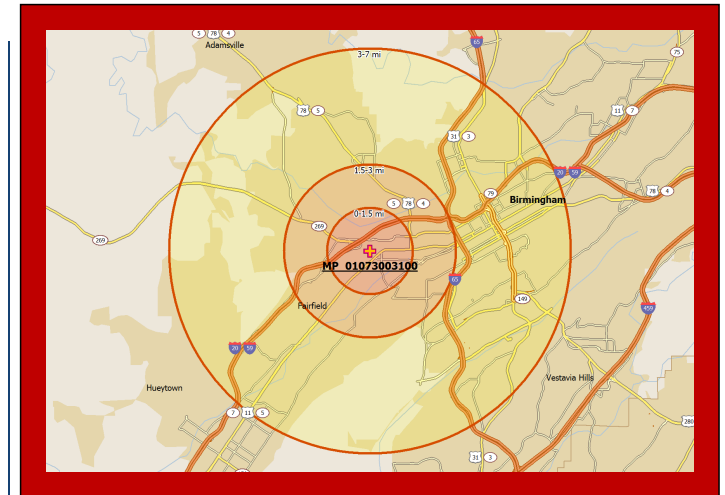 5 78 4
Adamsville
65
3-7 mi
75
78 5
11 7
31 3
1.5-3 mi
20 59
78 4
79
5 78 4
Birmingham
0-1.5 mi
269
269
MP_01073003100
65
149
Fairfield
459
20 59
Vestavia Hills
Hueytown
7 11 5
280
31 3